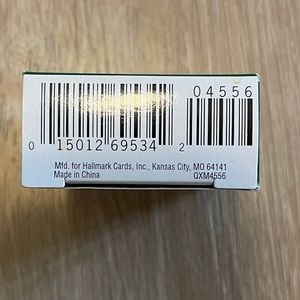 04556
0 15012 69534 2
Mfd. for Hallmark Cards, Inc., Kansas City, MO 64141
Made in China QXM4556